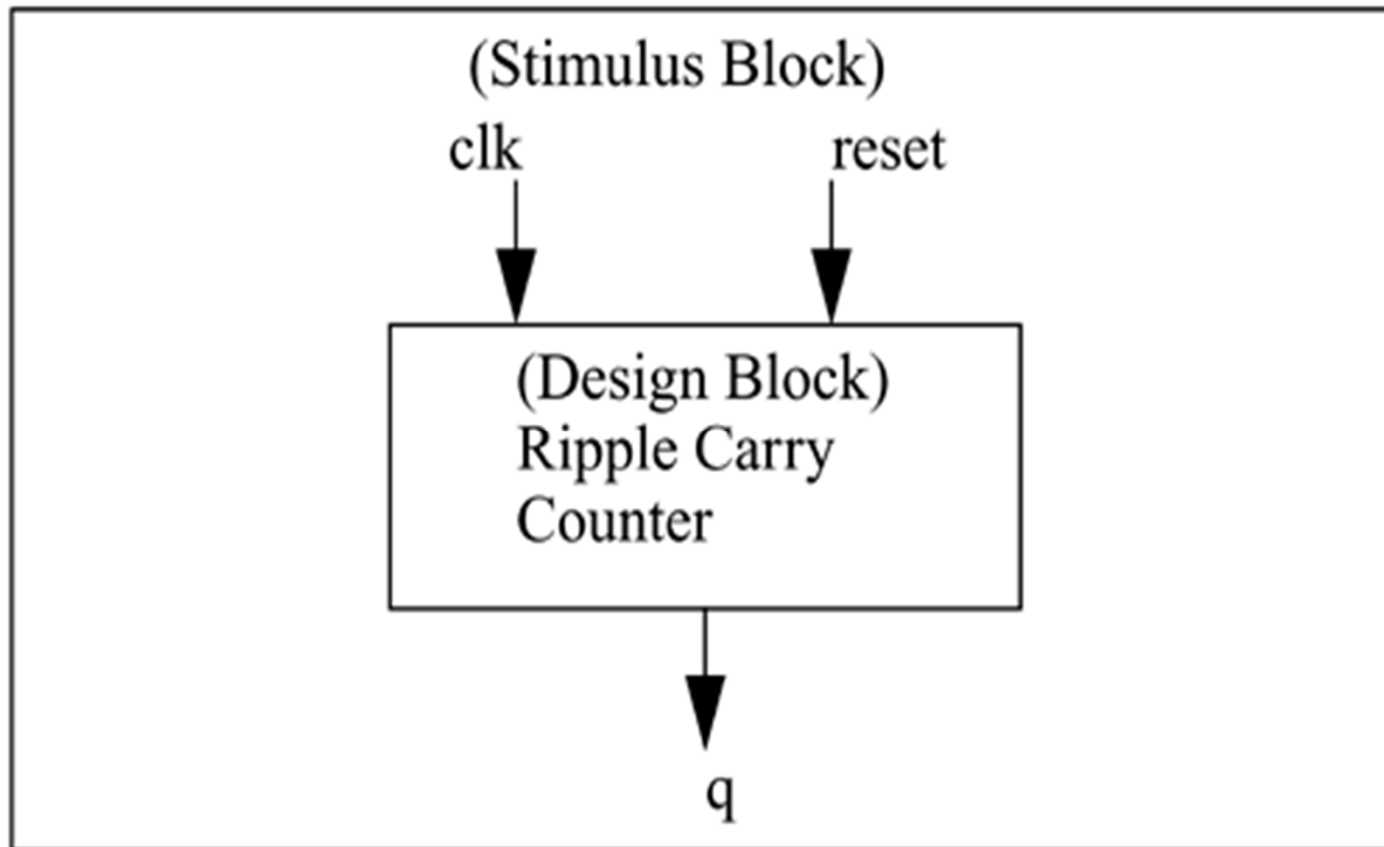 (Stimulus Block)
clk reset
(Design Block)
Ripple Carry
Counter
q